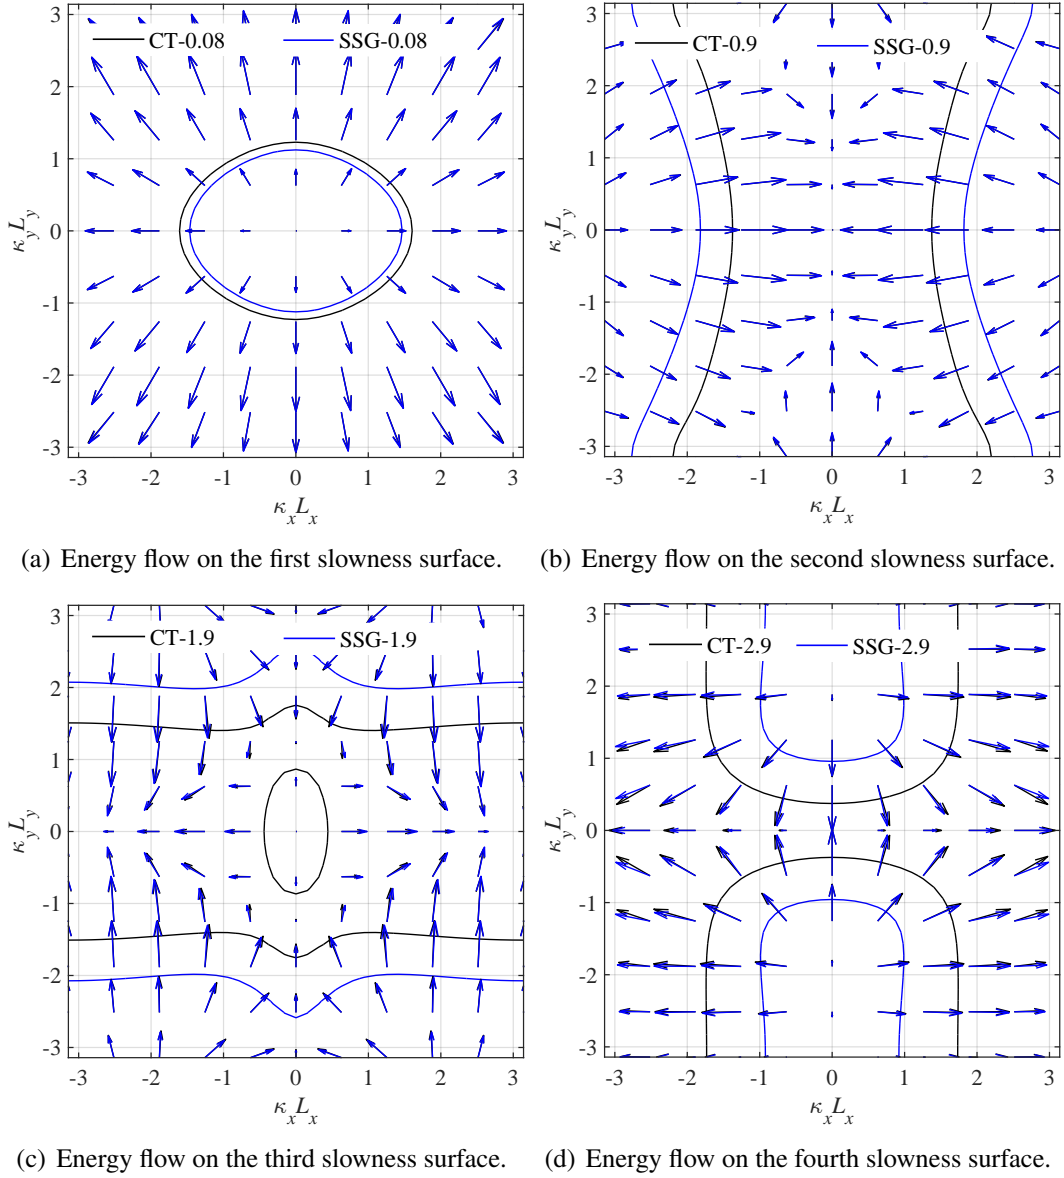 CT-0.08 SSG-0.08
3
2
1
0
-1
-2
-3
κyLy
-3 -2 -1 0 1 2 3
κxLx
(a) Energy flow on the first slowness surface.
CT-0.9 SSG-0.9
3
2
1
0
-1
-2
-3
κyLy
-3 -2 -1 0 1 2 3
κxLx
(b) Energy flow on the second slowness surface.
CT-1.9 SSG-1.9
3
2
1
0
-1
-2
-3
κyLy
-3 -2 -1 0 1 2 3
κxLx
(c) Energy flow on the third slowness surface.
CT-2.9 SSG-2.9
3
2
1
0
-1
-2
-3
κyLy
-3 -2 -1 0 1 2 3
κxLx
(d) Energy flow on the fourth slowness surface.